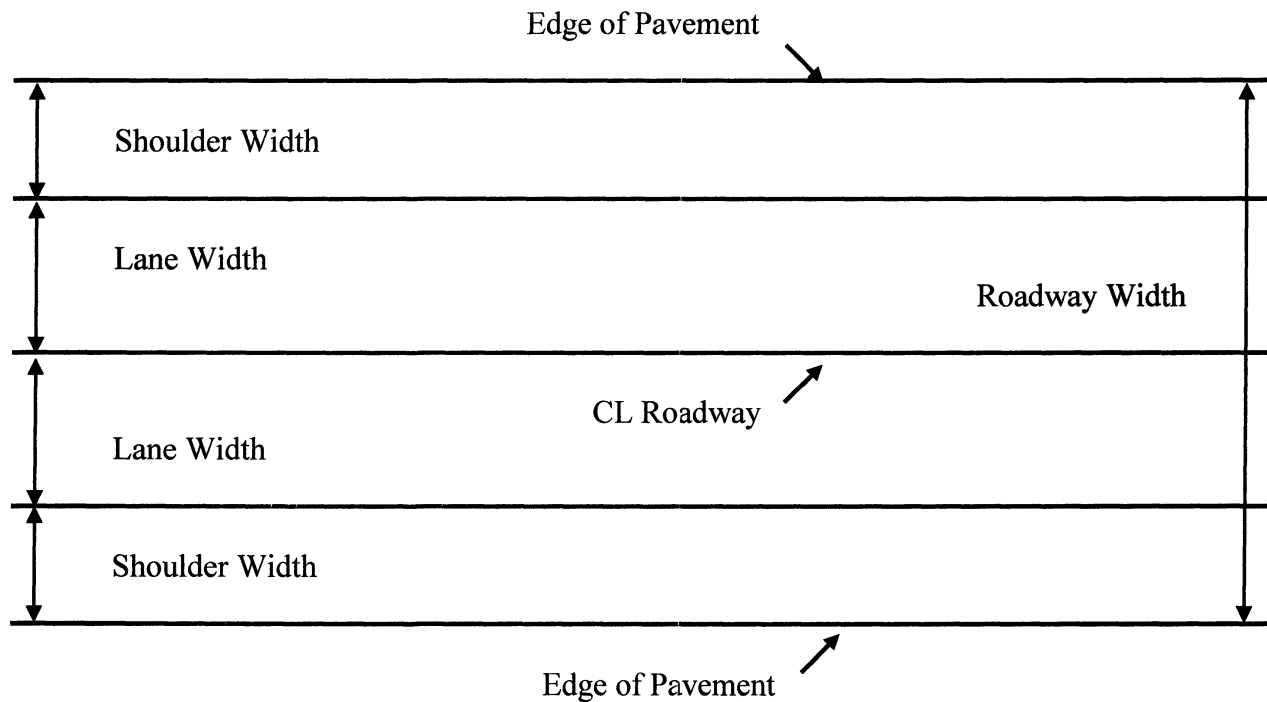 Edge of Pavement
Shoulder Width
Lane Width
Roadway Width
CL Roadway
Lane Width
Shoulder Width
Edge of Pavement